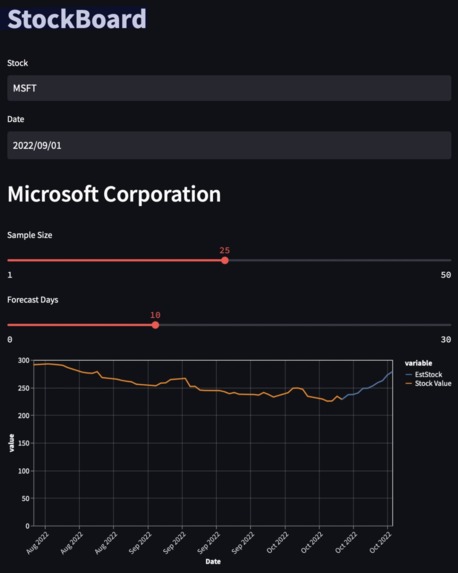 StockBoard
Stock
MSFT
Date
2022/09/01
Microsoft Corporation
Sample Size
25
1 50
Forecast Days
10
0 30
300
250
200
150
100
50
0
value
Aug 2022 Aug 2022 Aug 2022 Sep 2022 Sep 2022 Sep 2022 Sep 2022 Oct 2022 Oct 2022 Oct 2022 Oct 2022
Date
variable
EstStock
Stock Value